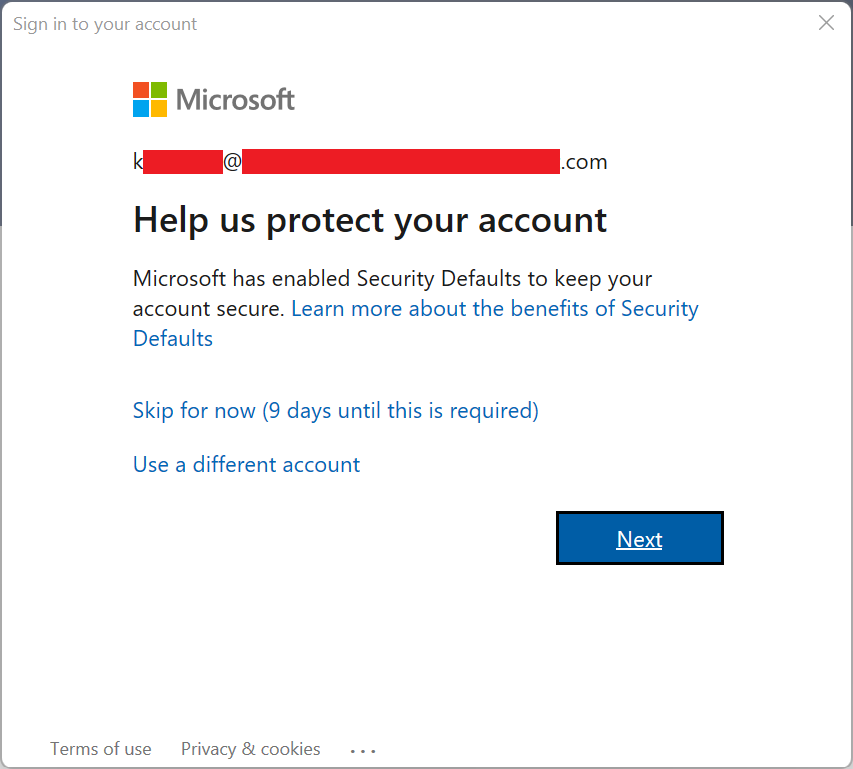 Sign in to your account
Microsoft
k@.com
Help us protect your account
Microsoft has enabled Security Defaults to keep your
account secure. Learn more about the benefits of Security
Defaults
Skip for now (9 days until this is required)
Use a different account
Next
Terms of use Privacy & cookies ...